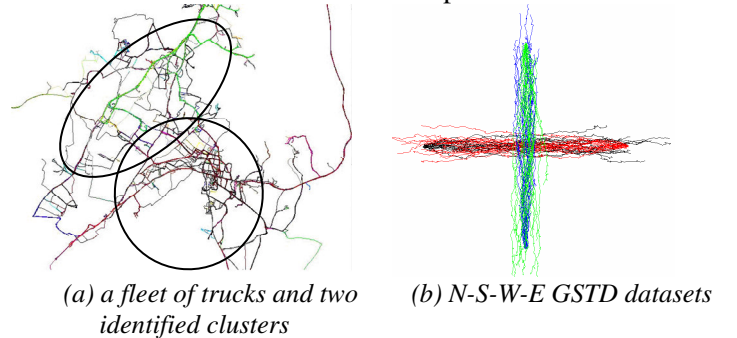 (a) a fleet of trucks and two
identified clusters
(b) N-S-W-E GSTD datasets